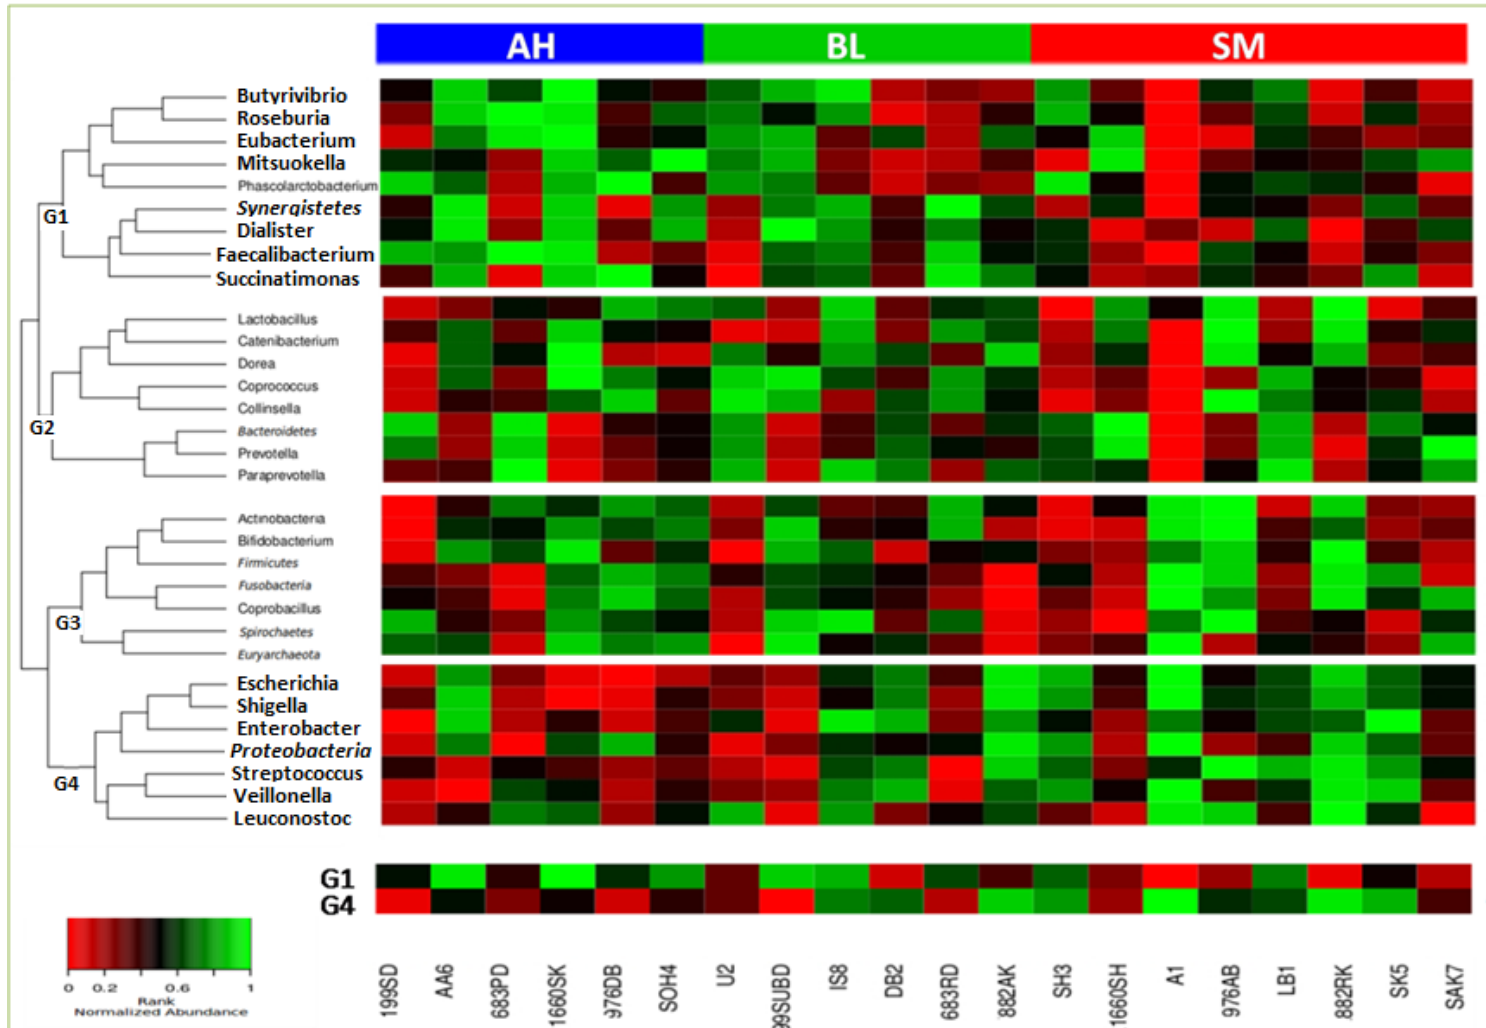 AH BL SM
Butyrivibrio
Roseburia
Eubacterium
Mitsuokella
Phascolarctobacterium
G1
Synergistetes
Dialister
Faecalibacterium
Succinatimonas
Lactobacillus
Catenibacterium
Dorea
Coprococcus
Collinsella
G2
Bacteroidetes
Prevotella
Paraprevotella
Actinobacteria
Bifidobacterium
Firmicutes
Fusobacteria
Coprobacillus
G3
Spirochaetes
Euryarchaeota
Escherichia
Shigella
Enterobacter
Proteobacteria
G4
Streptococcus
Veillonella
Leuconostoc
G1
G4
199SD AA6 683PD 1660SK 976DB SOH4 U2 99SUBD IS8 DB2 683RD 882AK SH3 1660SH A1 976AB LB1 .882RK SK5 SAK7
0 0.2 0.6 1
Rank
Normalized Abundance